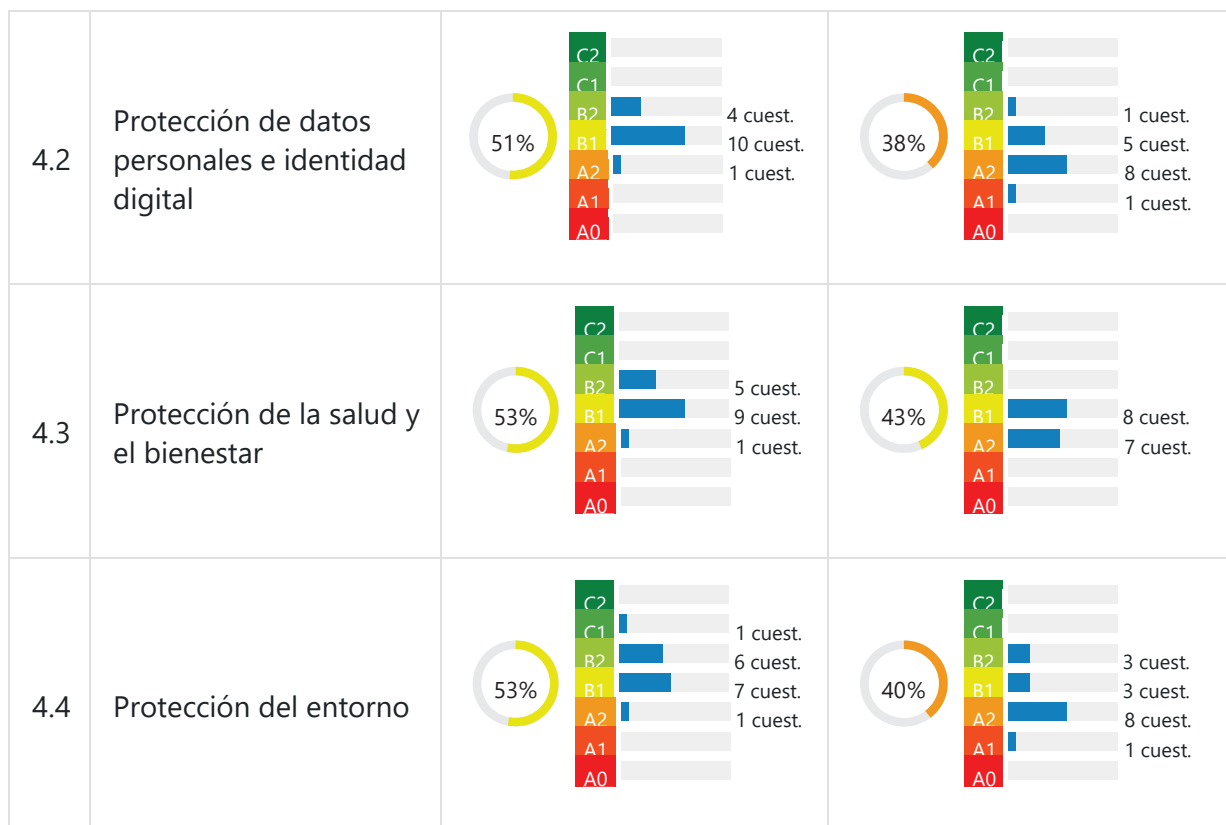 4.2
Protección de datos
personales e identidad
digital
51%
C2
C1
B2
B1
A2
A1
A0
4 cuest.
10 cuest.
1 cuest.
38%
C2
C1
B2
B1
A2
A1
A0
1 cuest.
5 cuest.
8 cuest.
1 cuest.
4.3
Protección de la salud y
el bienestar
53%
C2
C1
B2
B1
A2
A1
A0
5 cuest.
9 cuest.
1 cuest.
43%
C2
C1
B2
B1
A2
A1
A0
8 cuest.
7 cuest.
4.4
Protección del entorno
53%
C2
C1
B2
B1
A2
A1
A0
1 cuest.
6 cuest.
7 cuest.
1 cuest.
40%
C2
C1
B2
B1
A2
A1
A0
3 cuest.
3 cuest.
8 cuest.
1 cuest.